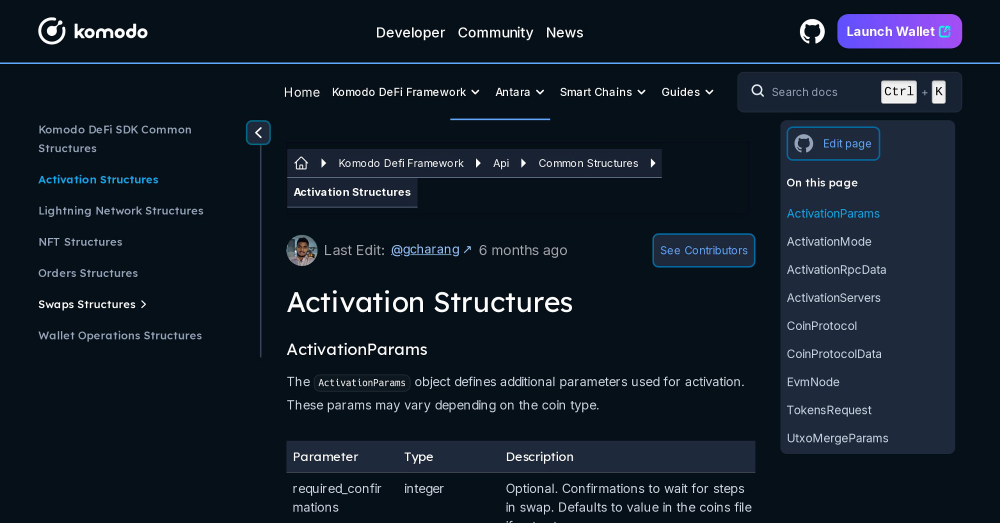 komodo
Developer Community News
Launch Wallet
Home Komodo DeFi Framework Antara Smart Chains Guides
Search docs Ctrl + K
Komodo DeFi SDK Common
Structures
Activation Structures
Lightning Network Structures
NFT Structures
Orders Structures
Swaps Structures
Wallet Operations Structures
Komodo Defi Framework Api Common Structures
Activation Structures
Last Edit: @gcharang ↗ 6 months ago
See Contributors
Activation Structures
ActivationParams
The ActivationParams object defines additional parameters used for activation.
These params may vary depending on the coin type.
Parameter Type Description
required_confir integer Optional. Confirmations to wait for steps
mations in swap. Defaults to value in the coins file
Edit page
On this page
ActivationParams
ActivationMode
ActivationRpcData
ActivationServers
CoinProtocol
CoinProtocolData
EvmNode
TokensRequest
UtxoMergeParams